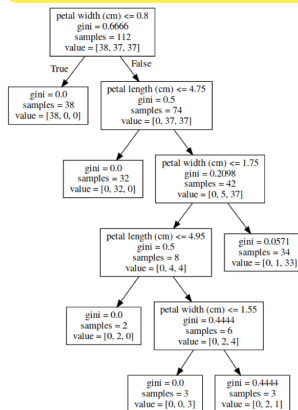 petal width (cm) <= 0.8
gini = 0.6666
samples = 112
value = [38, 37, 37]
True
False
gini = 0.0
samples = 38
value = [38, 0, 0]
petal length (cm) <= 4.75
gini = 0.5
samples = 74
value = [0, 37, 37]
gini = 0.0
samples = 32
value = [0, 32, 0]
petal width (cm) <= 1.75
gini = 0.2098
samples = 42
value = [0, 5, 37]
petal length (cm) <= 4.95
gini = 0.5
samples = 8
value = [0, 4, 4]
gini = 0.0571
samples = 34
value = [0, 1, 33]
gini = 0.0
samples = 2
value = [0, 2, 0]
petal width (cm) <= 1.55
gini = 0.4444
samples = 6
value = [0, 2, 4]
gini = 0.0
samples = 3
value = [0, 0, 3]
gini = 0.4444
samples = 3
value = [0, 2, 1]